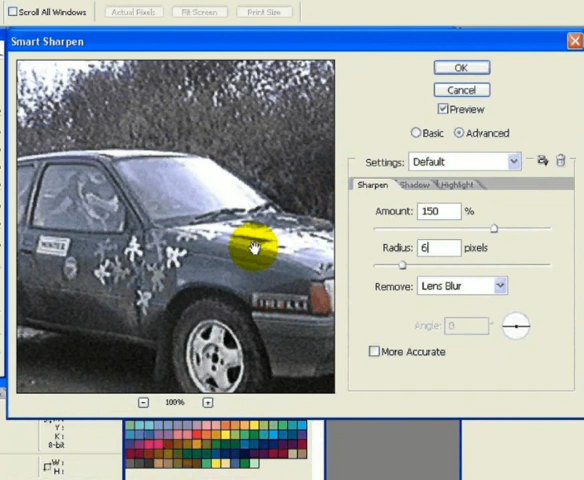 Scroll All Windows
Actual Pixels
Fit Screen
Print Size
Smart Sharpen
OK
Cancel
Preview
Basic
Advanced
Settings:
Default
Sharpen
Shadow
Highlight
Amount:
150
%
Radius:
6
pixels
Remove:
Lens Blur
Angle:
0
°
More Accurate
100%
Y :
K :
8-bit
W :
H :